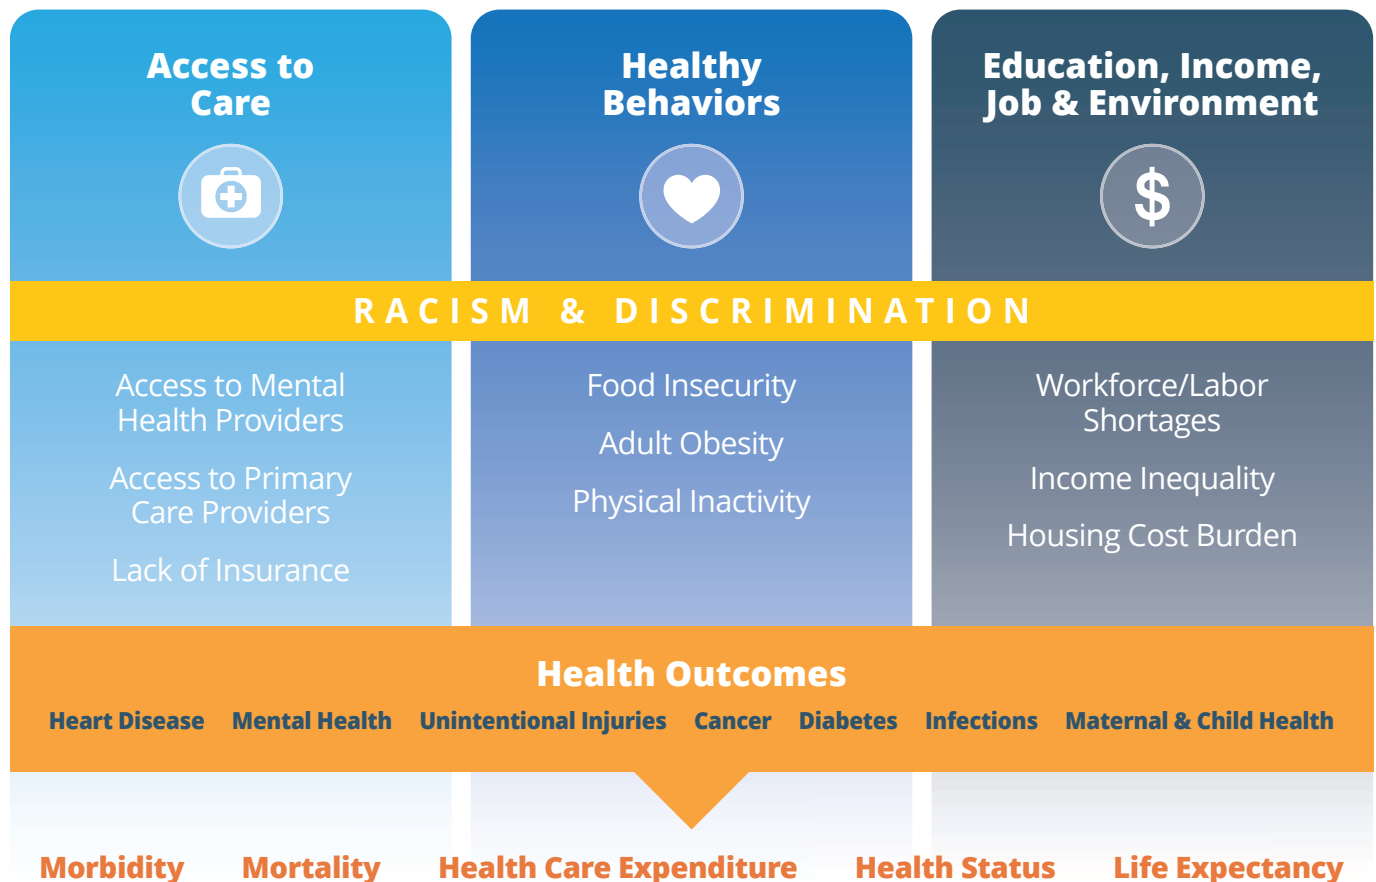 Access to
Care
Healthy
Behaviors
Education, Income,
Job & Environment
$
RACISM & DISCRIMINATION
Access to Mental
Health Providers
Access to Primary
Care Providers
Lack of Insurance
Food Insecurity
Adult Obesity
Physical Inactivity
Workforce/Labor
Shortages
Income Inequality
Housing Cost Burden
Health Outcomes
Heart Disease Mental Health Unintentional Injuries Cancer Diabetes Infections Maternal & Child Health
Morbidity Mortality Health Care Expenditure Health Status Life Expectancy